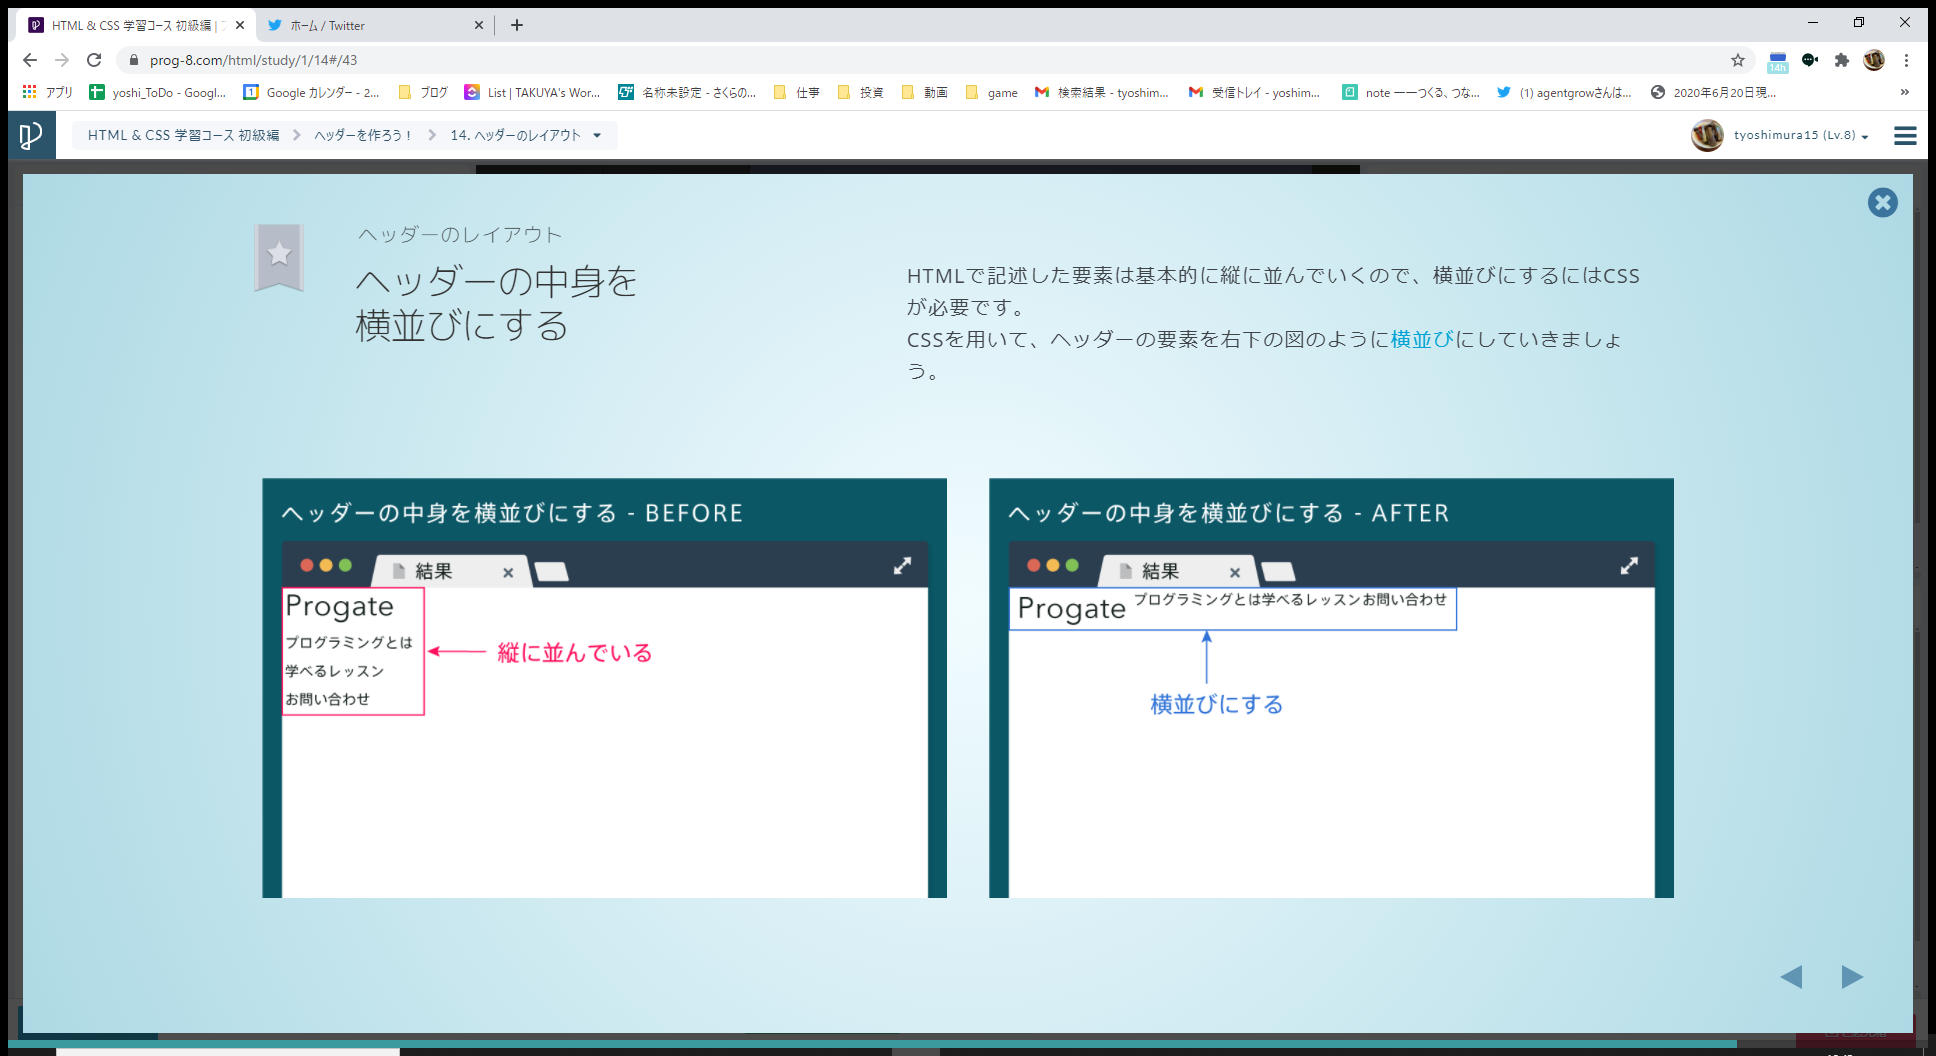 HTML & CSS 学習コース 初級編 |
ホーム / Twitter
prog-8.com/html/study/1/14#/43
14h
アプリ
yoshi_ToDo - Googl...
Google カレンダー - 2...
ブログ
List | TAKUYA's Wor...
名称未設定 - さくらの...
仕事
投資
動画
game
検索結果 - tyoshim...
受信トレイ - yoshim...
note ーーつくる、つな...
(1) agentgrowさんは...
2020年6月20日現...
»
HTML & CSS 学習コース 初級編
ヘッダーを作ろう！
14. ヘッダーのレイアウト
tyoshimura15 (Lv.8)
ヘッダーのレイアウト
ヘッダーの中身を
横並びにする
HTMLで記述した要素は基本的に縦に並んでいくので、横並びにするにはCSS
が必要です。
CSSを用いて、ヘッダーの要素を右下の図のように横並びにしていきましょ
う。
ヘッダーの中身を横並びにする - BEFORE
結果
Progate
プログラミングとは
学べるレッスン
お問い合わせ
縦に並んでいる
ヘッダーの中身を横並びにする - AFTER
結果
Progate プログラミングとは学べるレッスンお問い合わせ
横並びにする